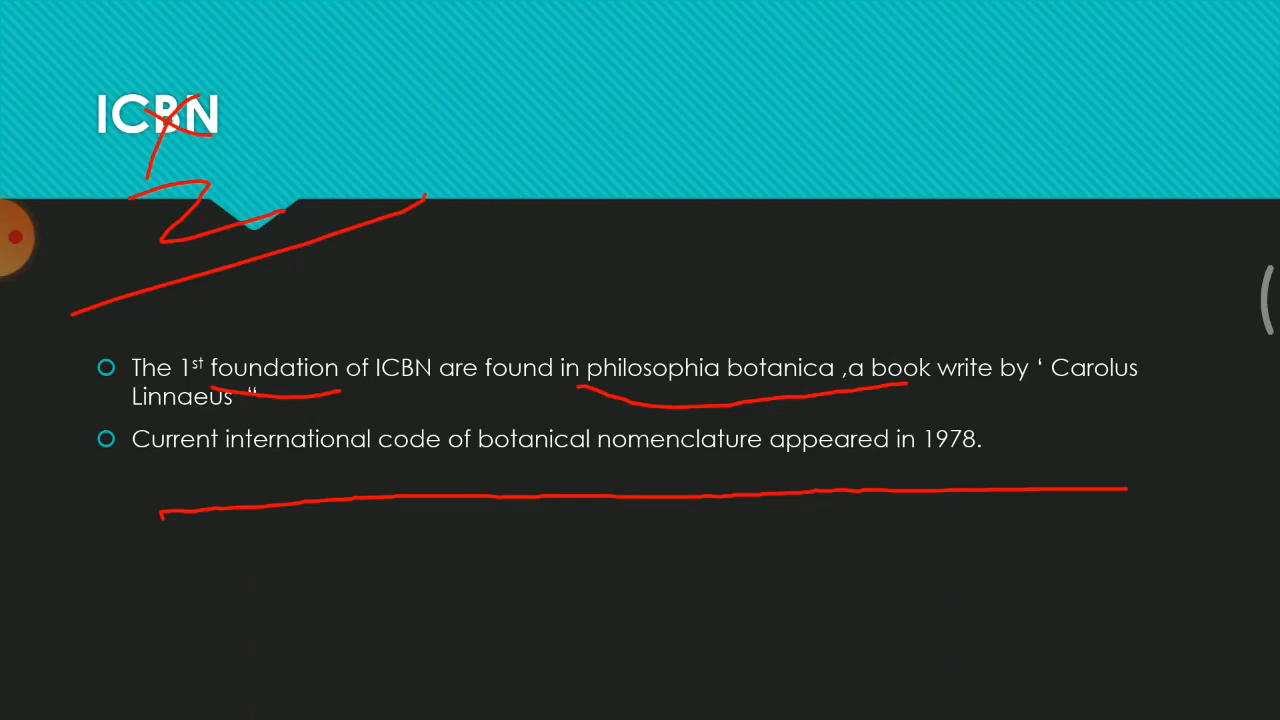 ICBN
The 1st foundation of ICBN are found in philosophia botanica ,a book write by ‘ Carolus
Linnaeus “
Current international code of botanical nomenclature appeared in 1978.